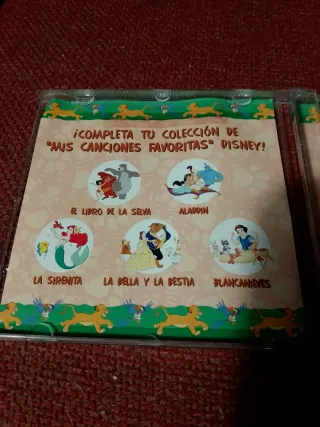 ¡COMPLETA TU COLECCIÓN DE
"MIS CANCIONES FAVORITAS" DISNEY!
EL LIBRO DE LA SELVA
ALADDIN
LA SIRENITA
LA BELLA Y LA BESTIA
BLANCANIEVES